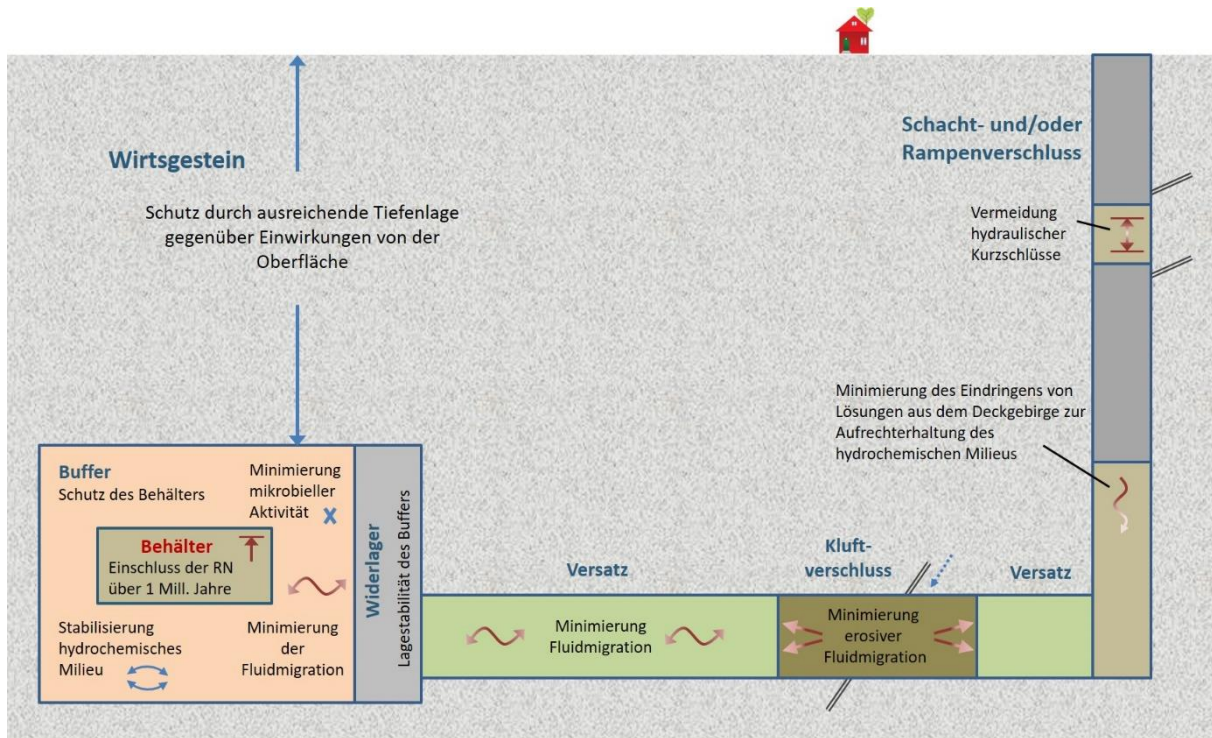 Wirtsgestein
Schutz durch ausreichende Tiefenlage
gegenüber Einwirkungen von der
Oberfläche
Schacht- und/oder
Rampenverschluss
Vermeidung
hydraulischer
Kurzschlüsse
Minimierung des Eindringens von
Lösungen aus dem Deckgebirge zur
Aufrechterhaltung des
hydrochemischen Milieus
Buffer
Schutz des Behälters
Minimierung
mikrobieller
Aktivität
Behälter
Einschluss der RN
über 1 Mill. Jahre
Stabilisierung
hydrochemisches
Milieu
Minimierung
der
Fluidmigration
Widerlager
Lagestabilität des Buffers
Versatz
Minimierung
Fluidmigration
Kluft-
verschluss
Minimierung
erosiver
Fluidmigration
Versatz